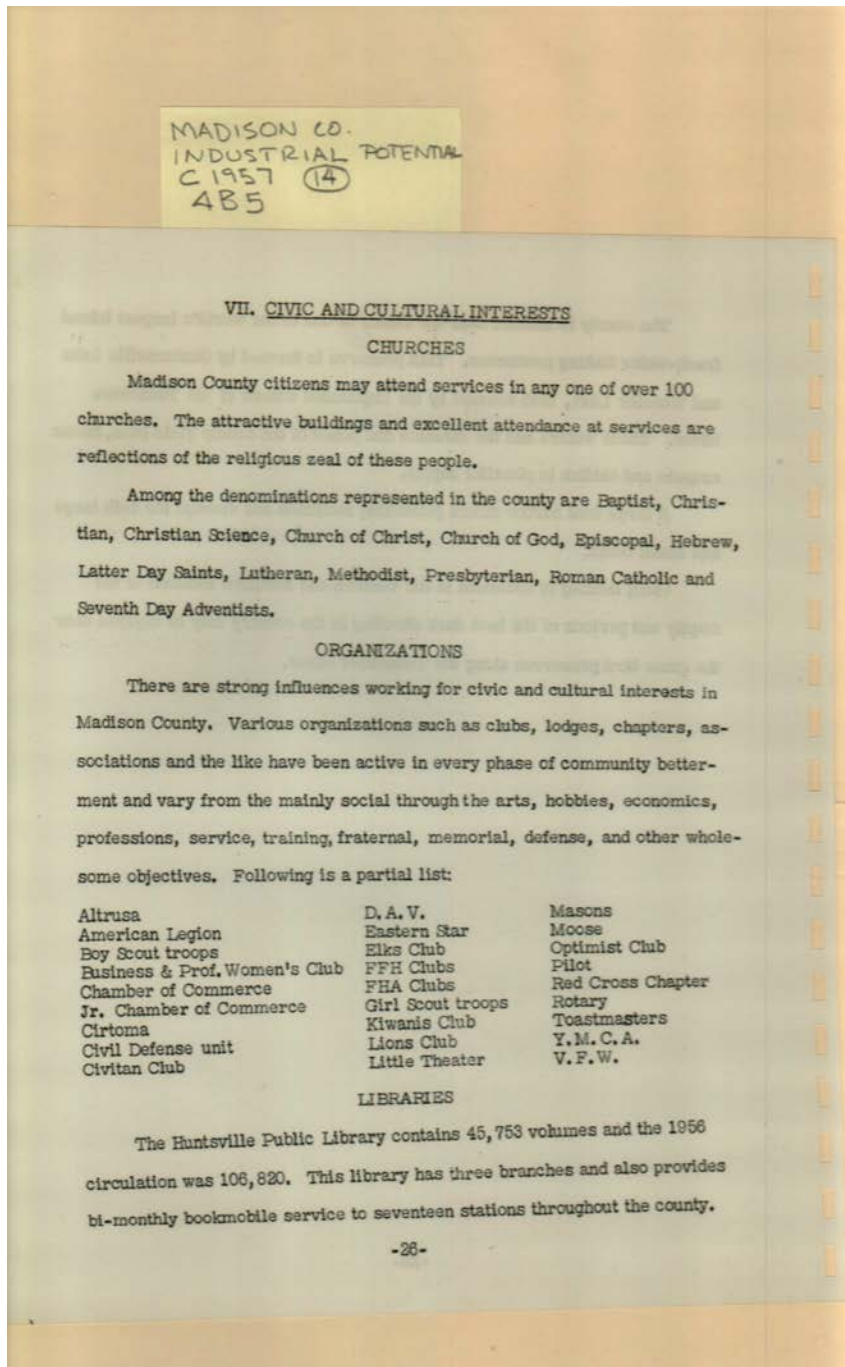 MADISON CO.
INDUSTRIAL POTENTIAL
C 1957 14
4B5
VII. CIVIC AND CULTURAL INTERESTS
CHURCHES
Madison County citizens may attend services in any one of over 100
churches. The attractive buildings and excellent attendance at services are
reflections of the religious zeal of these people.
Among the denominations represented in the county are Baptist, Chris-
tian, Christian Science, Church of Christ, Church of God, Episcopal, Hebrew,
Latter Day Saints, Lutheran, Methodist, Presbyterian, Roman Catholic and
Seventh Day Adventists.
ORGANIZATIONS
There are strong influences working for civic and cultural interests in
Madison County. Various organizations such as clubs, lodges, chapters, as-
sociations and the like have been active in every phase of community better-
ment and vary from the mainly social through the arts, hobbies, economics,
professions, service, training, fraternal, memorial, defense, and other whole-
some objectives. Following is a partial list:
Altrusa
American Legion
Boy Scout troops
Business & Prof. Women's Club
Chamber of Commerce
Jr. Chamber of Commerce
Cirtoma
Civil Defense unit
Civitan Club
D. A. V.
Eastern Star
Elks Club
FFH Clubs
FHA Clubs
Girl Scout troops
Kiwanis Club
Lions Club
Little Theater
Masons
Moose
Optimist Club
Pilot
Red Cross Chapter
Rotary
Toastmasters
Y. M. C. A.
V. F. W.
LIBRARIES
The Huntsville Public Library contains 45,753 volumes and the 1956
circulation was 106,820. This library has three branches and also provides
bi-monthly bookmobile service to seventeen stations throughout the county.
-26-